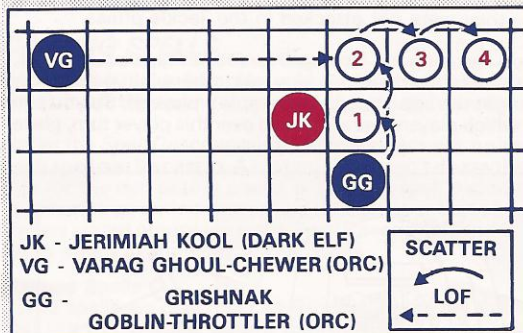 VG 2 3 4
JK 1
GG
JK - JERIMIAH KOOL (DARK ELF)
VG - VARAG GHOUL-CHEWER (ORC)
GG - GRISHNAK
GOBLIN-THROTTLER (ORC)
SCATTER
LOF